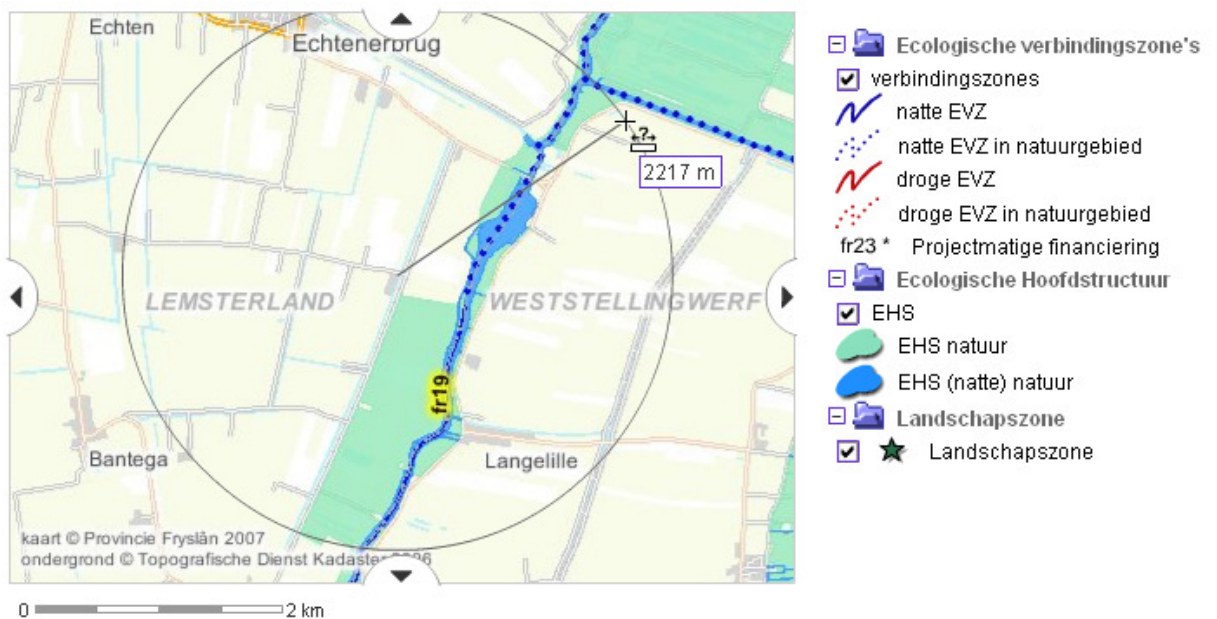 Echten
Echtenerbrug
2217 m
LEMSTERLAND
WESTSTELLINGWERF
fr19
Bantega
Langelille
kaart © Provincie Fryslân 2007
ondergrond © Topografische Dienst Kadaster 2006
0 2 km
Ecologische verbindingszone's
verbindingszones
natte EVZ
natte EVZ in natuurgebied
droge EVZ
droge EVZ in natuurgebied
fr23 * Projectmatige financiering
Ecologische Hoofdstructuur
EHS
EHS natuur
EHS (natte) natuur
Landschapszone
Landschapszone